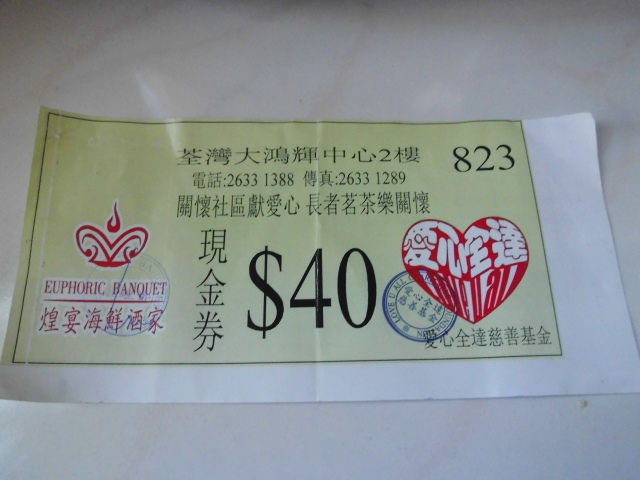 荃灣大鴻輝中心2樓
823
電話:2633 1388 傳真:2633 1289
關懷社區獻愛心 長者茗茶樂關懷
現金券
$40
EUPHORIC BANQUET
煌宴海鮮酒家
愛心全達
愛心全達慈善基金